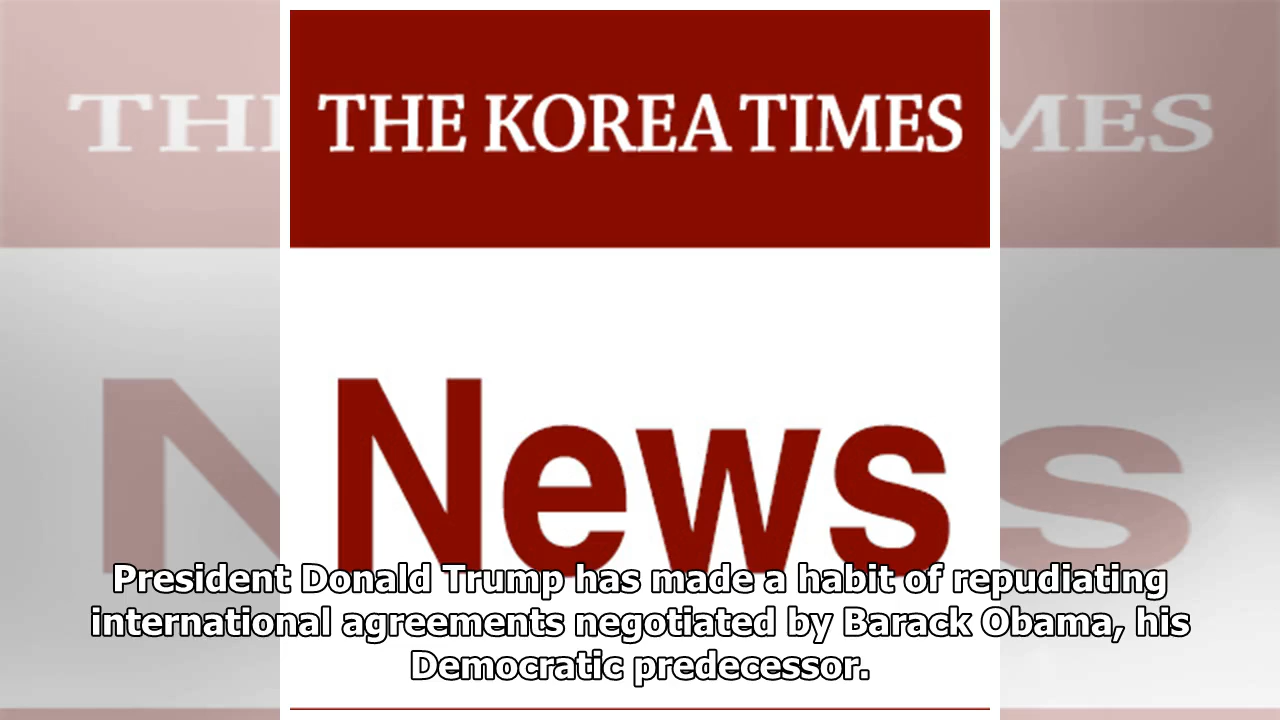 THE KOREA TIMES
News
President Donald Trump has made a habit of repudiating
international agreements negotiated by Barack Obama, his
Democratic predecessor.